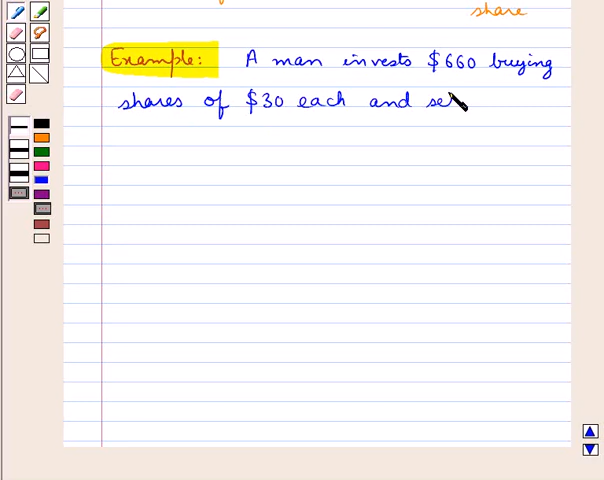 share
Example: A man invests $660 buying
shares of $30 each and se